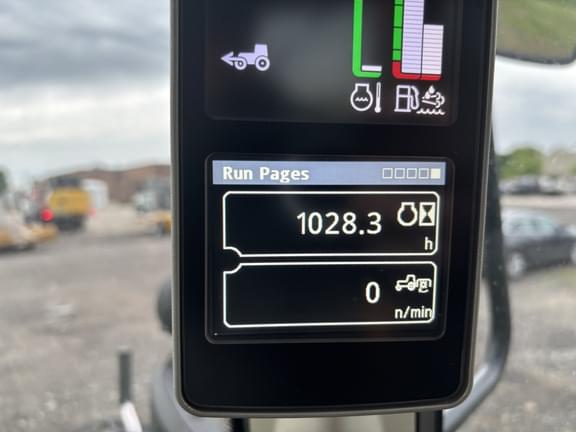 Run Pages
1028.3
h
0
n/min